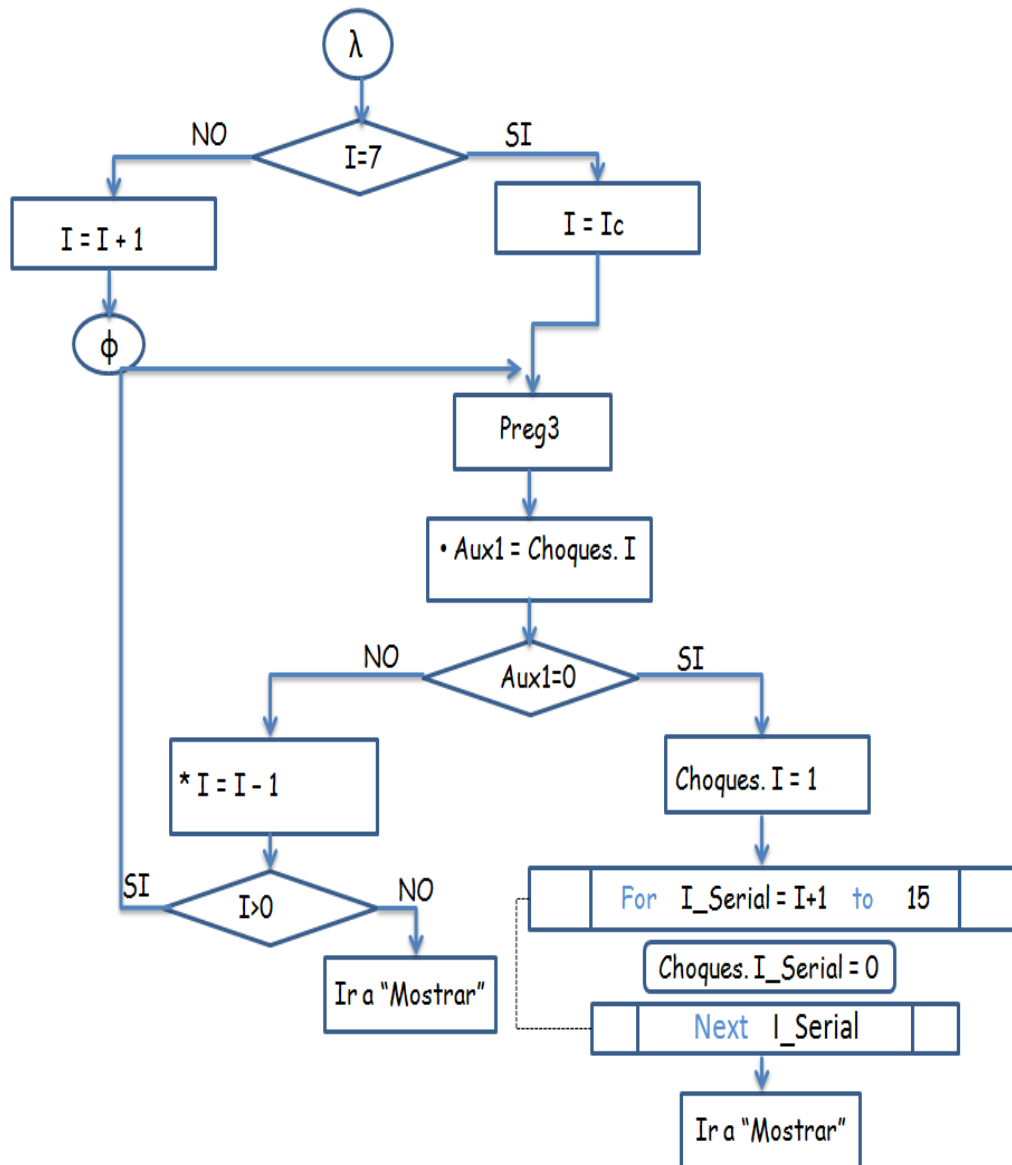 λ
NO
SI
I=7
I = I + 1
I = Ic
ϕ
Preg3
• Aux1 = Choques. I
NO
SI
Aux1=0
* I = I - 1
Choques. I = 1
SI
I>0
NO
For I_Serial = I+1 to 15
Choques. I_Serial = 0
Ir a “Mostrar”
Next I_Serial
Ir a “Mostrar”